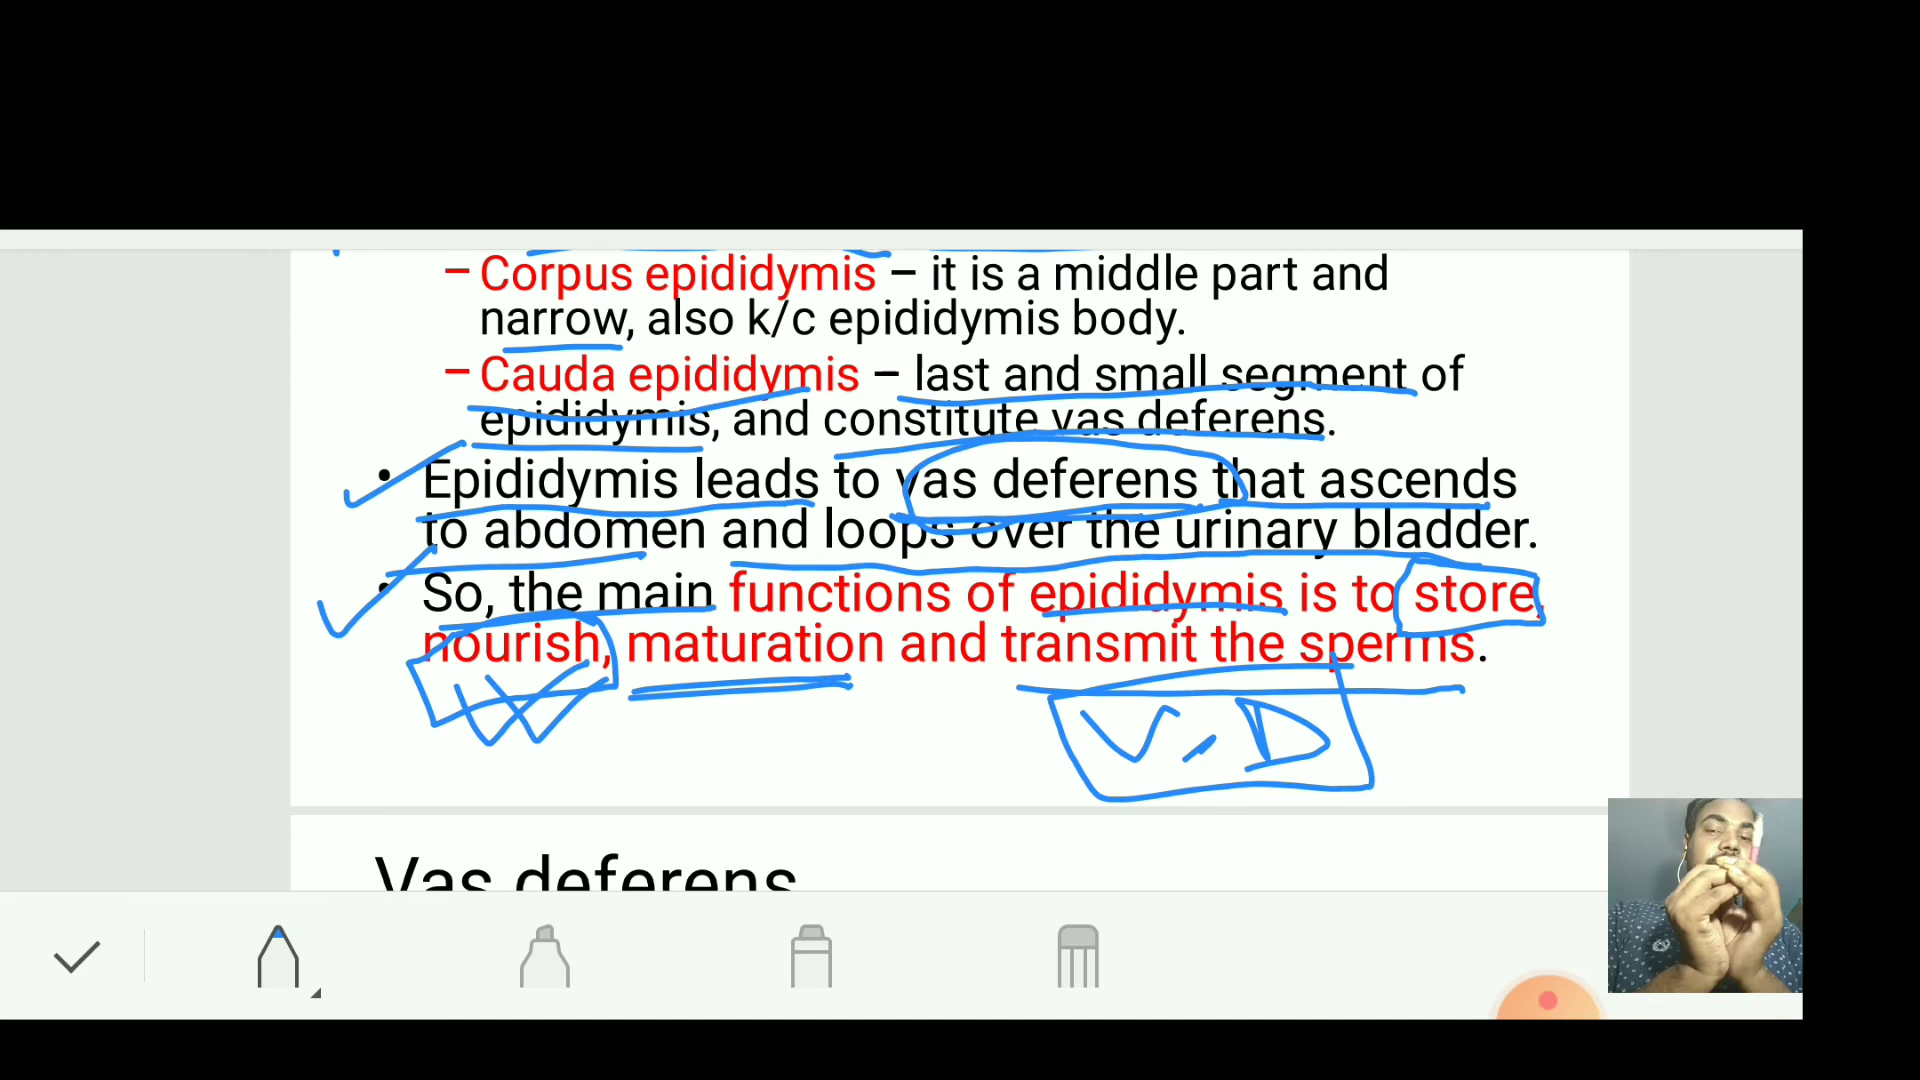 – Corpus epididymis – it is a middle part and
narrow, also k/c epididymis body.
– Cauda epididymis – last and small segment of
epididymis, and constitute vas deferens.
• Epididymis leads to vas deferens that ascends
to abdomen and loops over the urinary bladder.
• So, the main functions of epididymis is to store,
nourish, maturation and transmit the sperms.
V. D
Vas deferens